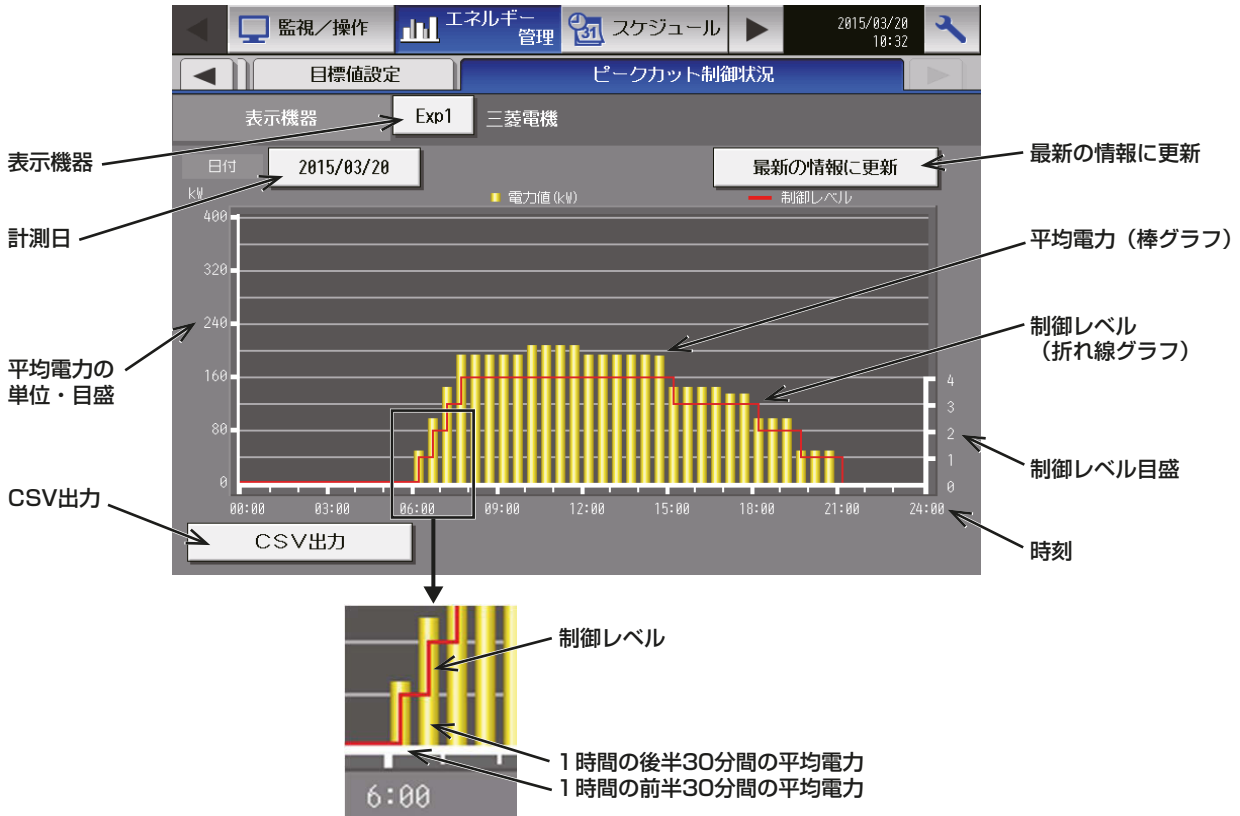 監視／操作
エネルギー
管理
31
スケジュール
2015/03/20
10:32
目標値設定
ピークカット制御状況
表示機器
Exp1
三菱電機
表示機器
日付
2015/03/20
最新の情報に更新
最新の情報に更新
kW
電力値(kW)
制御レベル
計測日
400
320
240
160
80
0
平均電力（棒グラフ）
制御レベル
（折れ線グラフ）
平均電力の
単位・目盛
4
3
2
1
0
制御レベル目盛
CSV出力
00:00
03:00
06:00
09:00
12:00
15:00
18:00
21:00
24:00
CSV出力
時刻
制御レベル
1時間の後半30分間の平均電力
1時間の前半30分間の平均電力
6:00